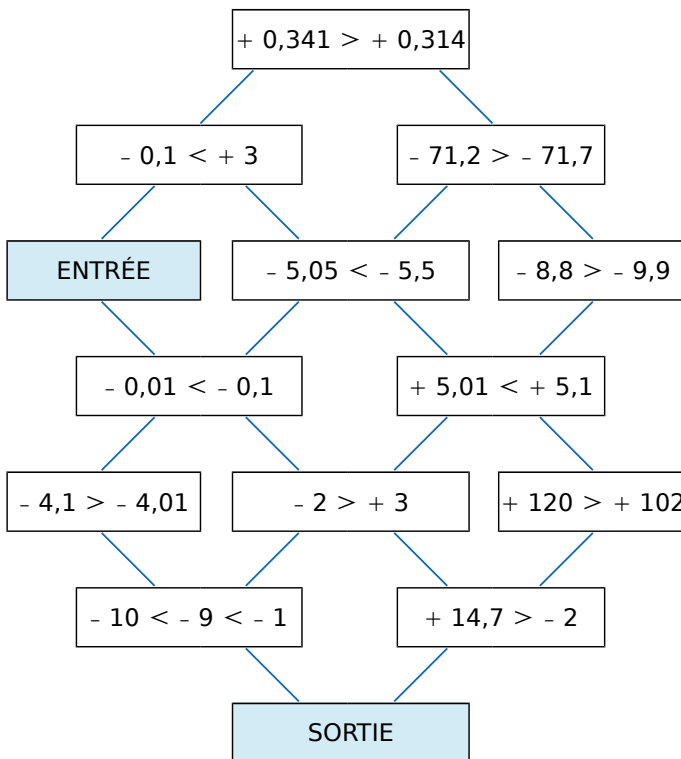 + 0,341 > + 0,314
– 0,1 < + 3
– 71,2 > – 71,7
ENTRÉE
– 5,05 < – 5,5
– 8,8 > – 9,9
– 0,01 < – 0,1
+ 5,01 < + 5,1
– 4,1 > – 4,01
– 2 > + 3
+ 120 > + 102
– 10 < – 9 < – 1
+ 14,7 > – 2
SORTIE